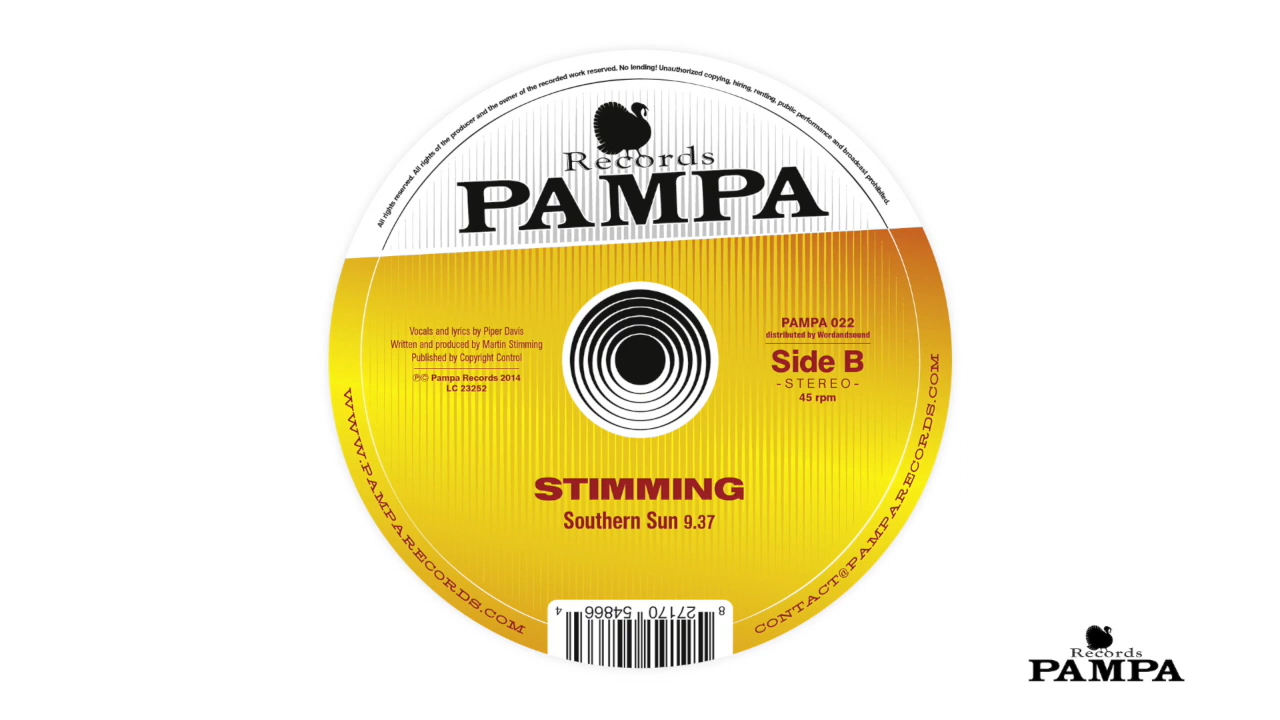 All rights reserved. All rights of the producer and the owner of the recorded work reserved. No lending! Unauthorized copying, hiring, renting, public performance and broadcast prohibited.
Records
PAMPA
Vocals and lyrics by Piper Davis
Written and produced by Martin Stimming
Published by Copyright Control
℗© Pampa Records 2014
LC 23252
PAMPA 022
distributed by Wordandsound
Side B
-STEREO-
45 rpm
STIMMING
Southern Sun 9.37
WWW.PAMPARECORDS.COM
CONTACT@PAMPARECORDS.COM
8 27170 54866 4
Records
PAMPA